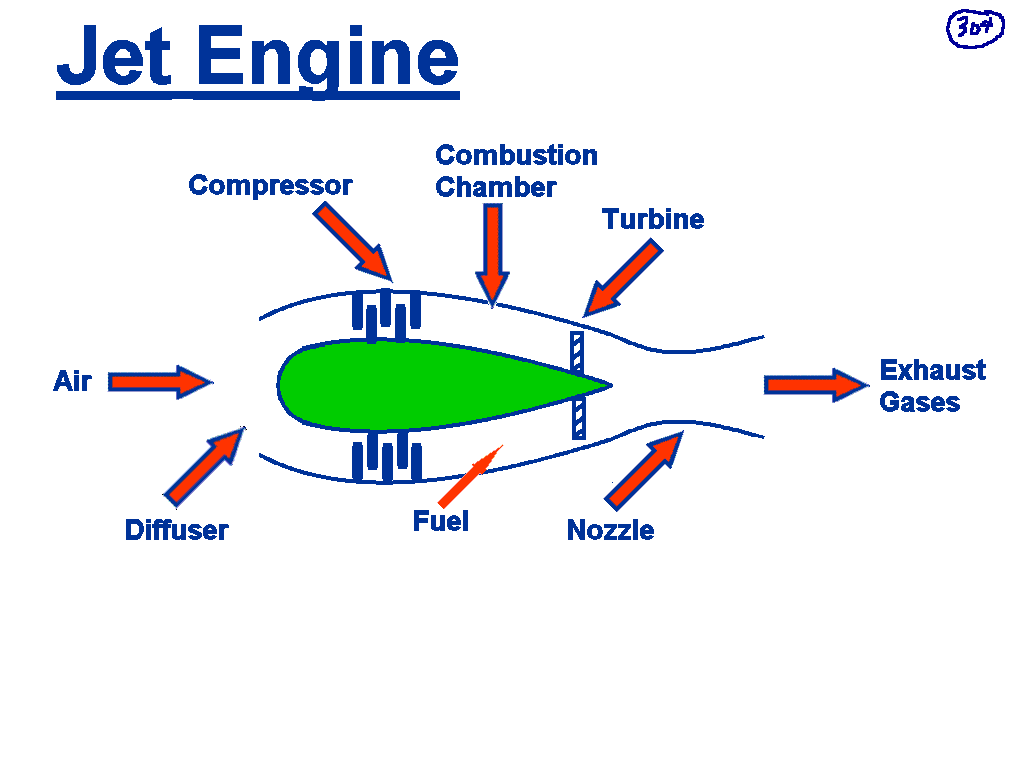 Jet Engine
304
Combustion
Chamber
Compressor
Turbine
Air
Exhaust
Gases
Diffuser
Fuel
Nozzle